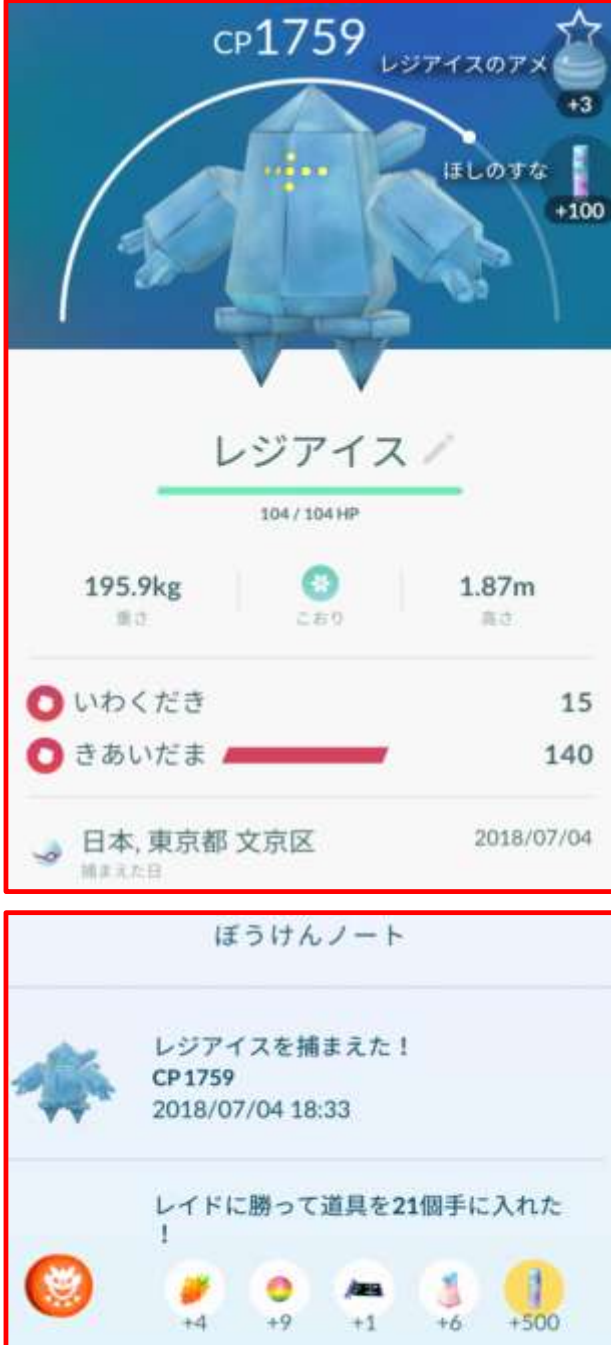 CP1759
レジアイスのアメ
+3
ほしのすな
+100
レジアイス
104 / 104 HP
195.9kg
重さ
こおり
1.87m
高さ
いわくだき 15
きあいだま 140
日本, 東京都 文京区 2018/07/04
捕まえた日
ぼうけんノート
レジアイスを捕まえた！
CP1759
2018/07/04 18:33
レイドに勝って道具を21個手に入れた
！
+4 +9 +1 +6 +500